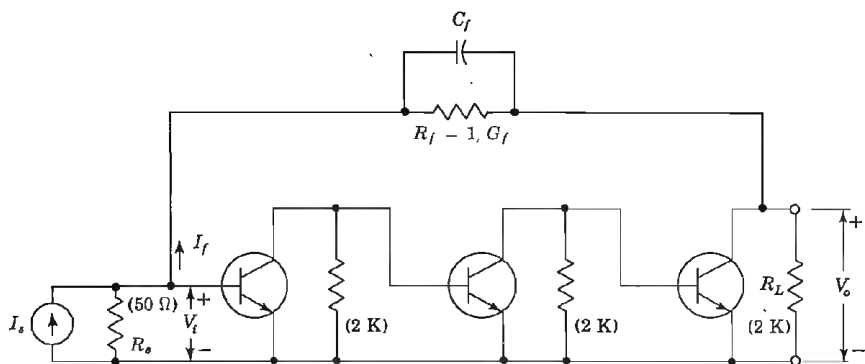 C_f
R_f - 1, G_f
I_f
I_s
(50 Ω)
R_s
+
V_i
-
(2 K)
(2 K)
R_L
(2 K)
+
V_o
-